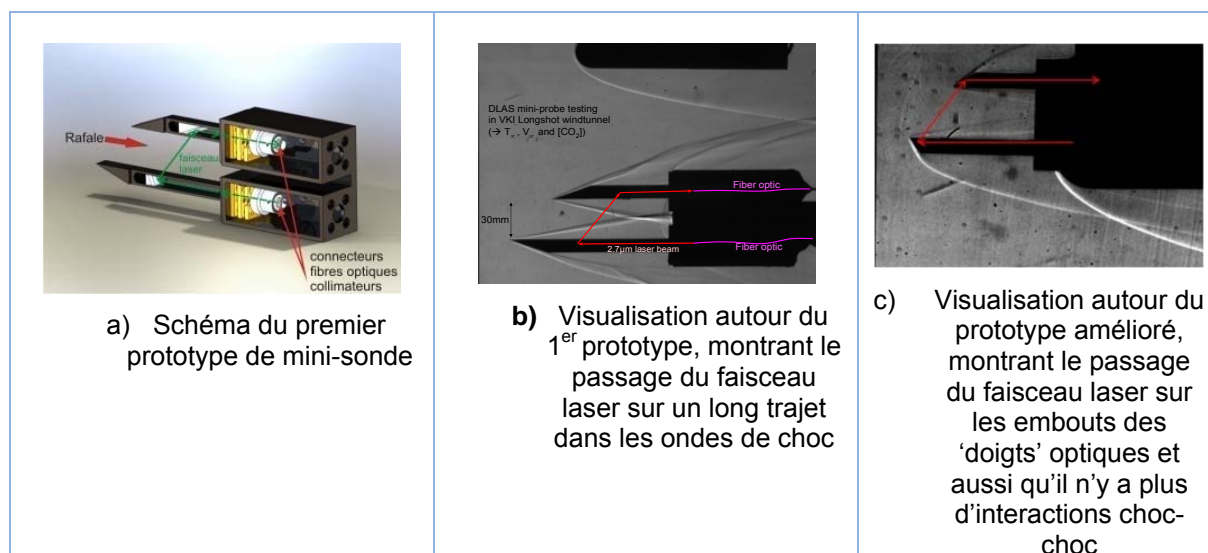 Rafale
faisceau
laser
connecteurs
fibres optiques
collimateurs
a) Schéma du premier
prototype de mini-sonde
DLAS mini-probe testing
in VKI Longshot windtunnel
(→ T∞, V∞ and [CO₂])
Fiber optic
30mm
2.7µm laser beam
Fiber optic
b) Visualisation autour du
1er prototype, montrant le
passage du faisceau
laser sur un long trajet
dans les ondes de choc
c) Visualisation autour du
prototype amélioré,
montrant le passage
du faisceau laser sur
les embouts des
‘doigts’ optiques et
aussi qu’il n’y a plus
d’interactions choc-
choc